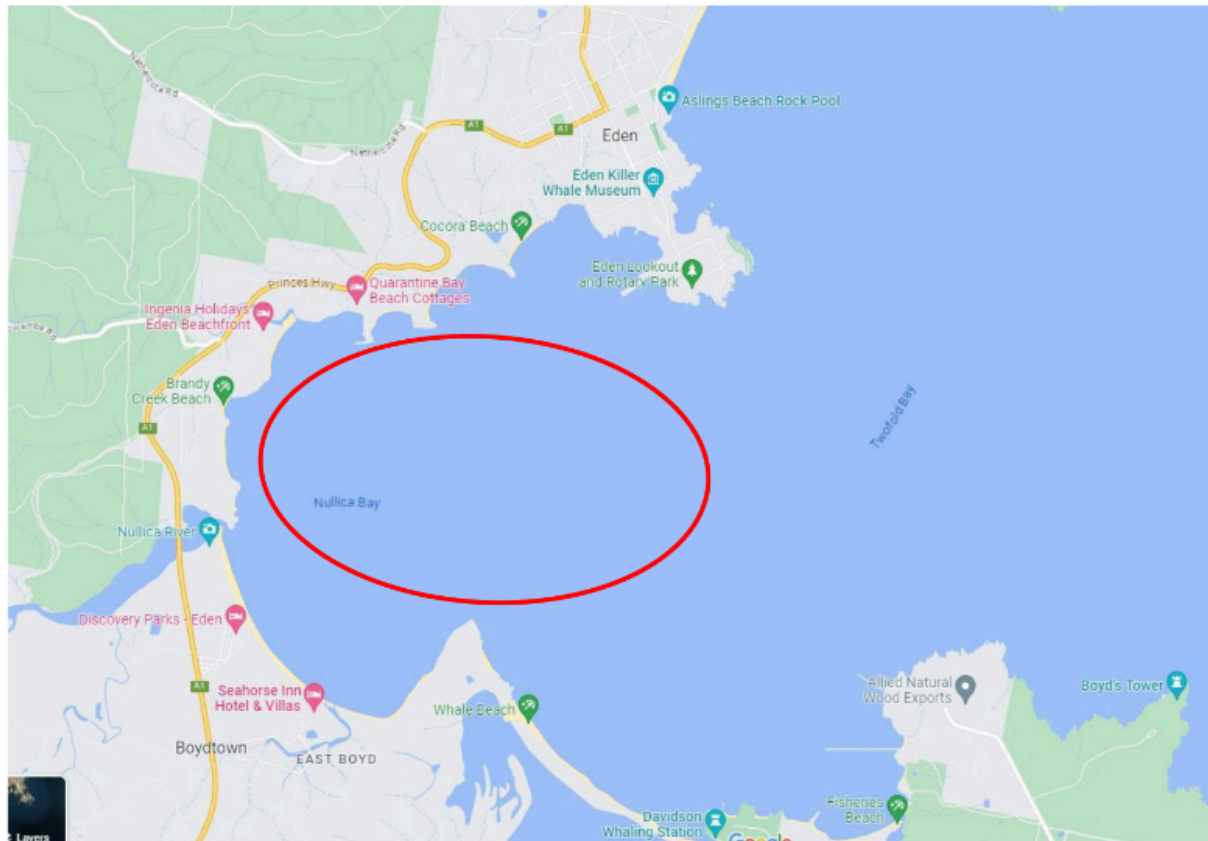 Nethercote Rd
Nethercote Rd
A1
A1
Aslings Beach Rock Pool
Eden
Eden Killer
Whale Museum
Cocora Beach
Eden Lookout
and Rotary Park
Princes Hwy
Quarantine Bay
Beach Cottages
Ingenia Holidays
Eden Beachfront
Brandy
Creek Beach
A1
Twofold Bay
Nullica Bay
Nullica River
Discovery Parks - Eden
A1
Seahorse Inn
Hotel & Villas
Whale Beach
Allied Natural
Wood Exports
Boyd's Tower
Boydtown
EAST BOYD
Davidson
Whaling Station
Fisheries
Beach
Google
Layers